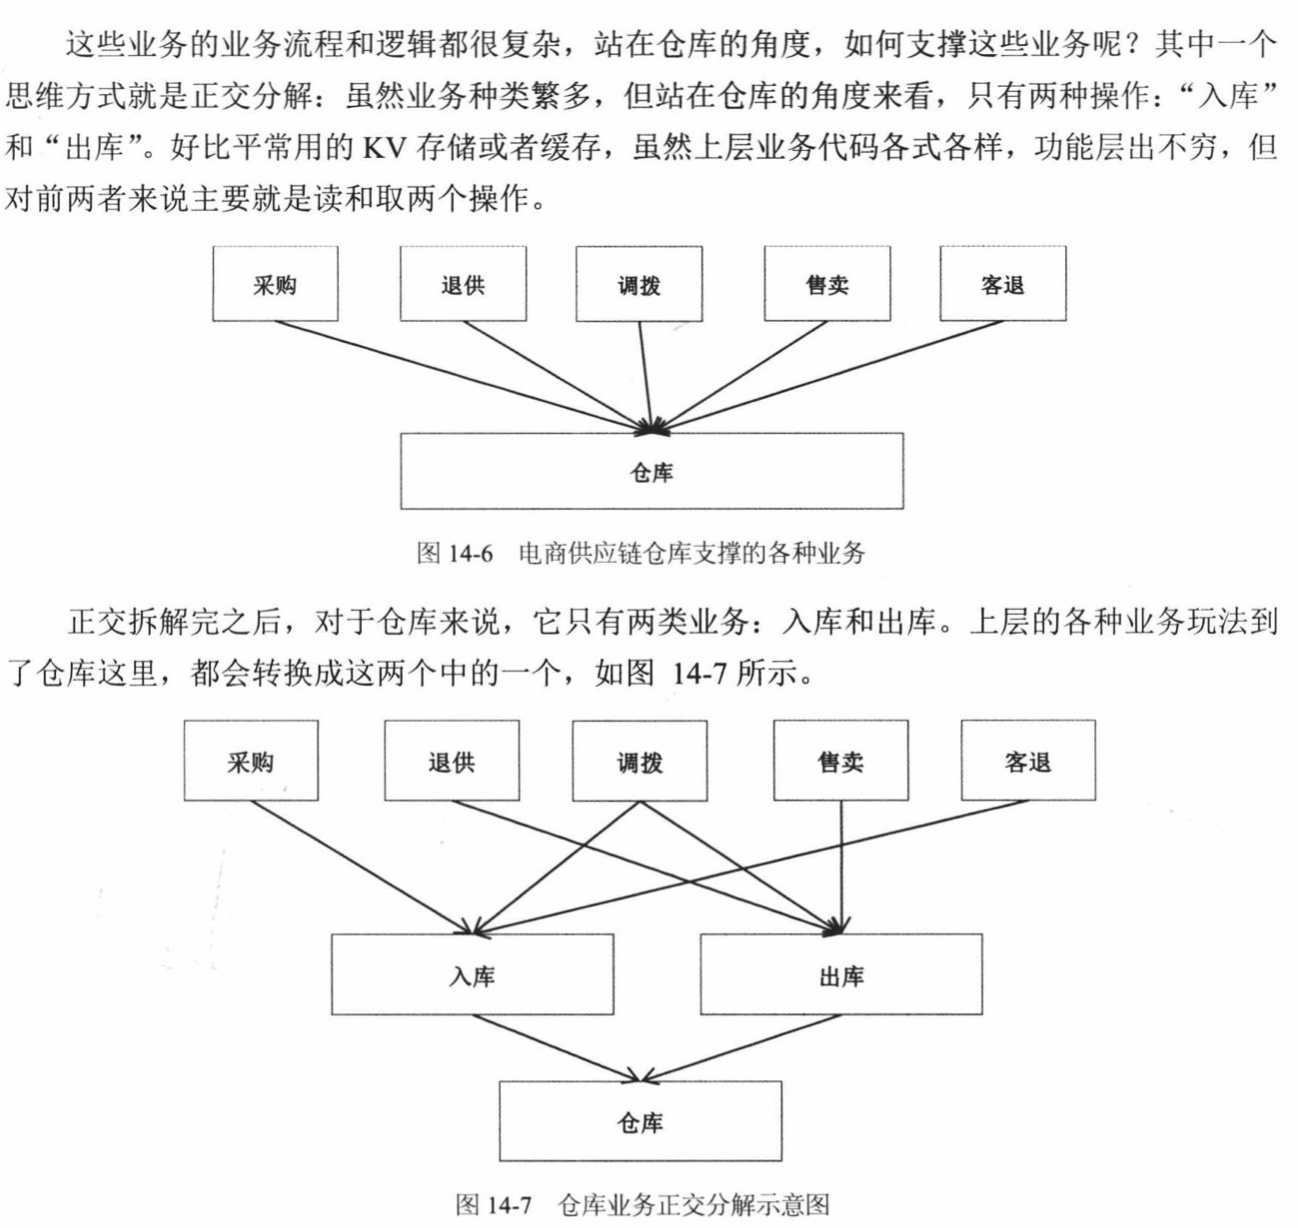 这些业务的业务流程和逻辑都很复杂，站在仓库的角度，如何支撑这些业务呢？其中一个
思维方式就是正交分解：虽然业务种类繁多，但站在仓库的角度来看，只有两种操作：“入库”
和“出库”。好比平常用的 KV 存储或者缓存，虽然上层业务代码各式各样，功能层出不穷，但
对前两者来说主要就是读和取两个操作。
采购 退供 调拨 售卖 客退
仓库
图 14-6 电商供应链仓库支撑的各种业务
正交拆解完之后，对于仓库来说，它只有两类业务：入库和出库。上层的各种业务玩法到
了仓库这里，都会转换成这两个中的一个，如图 14-7 所示。
采购 退供 调拨 售卖 客退
入库 出库
仓库
图 14-7 仓库业务正交分解示意图